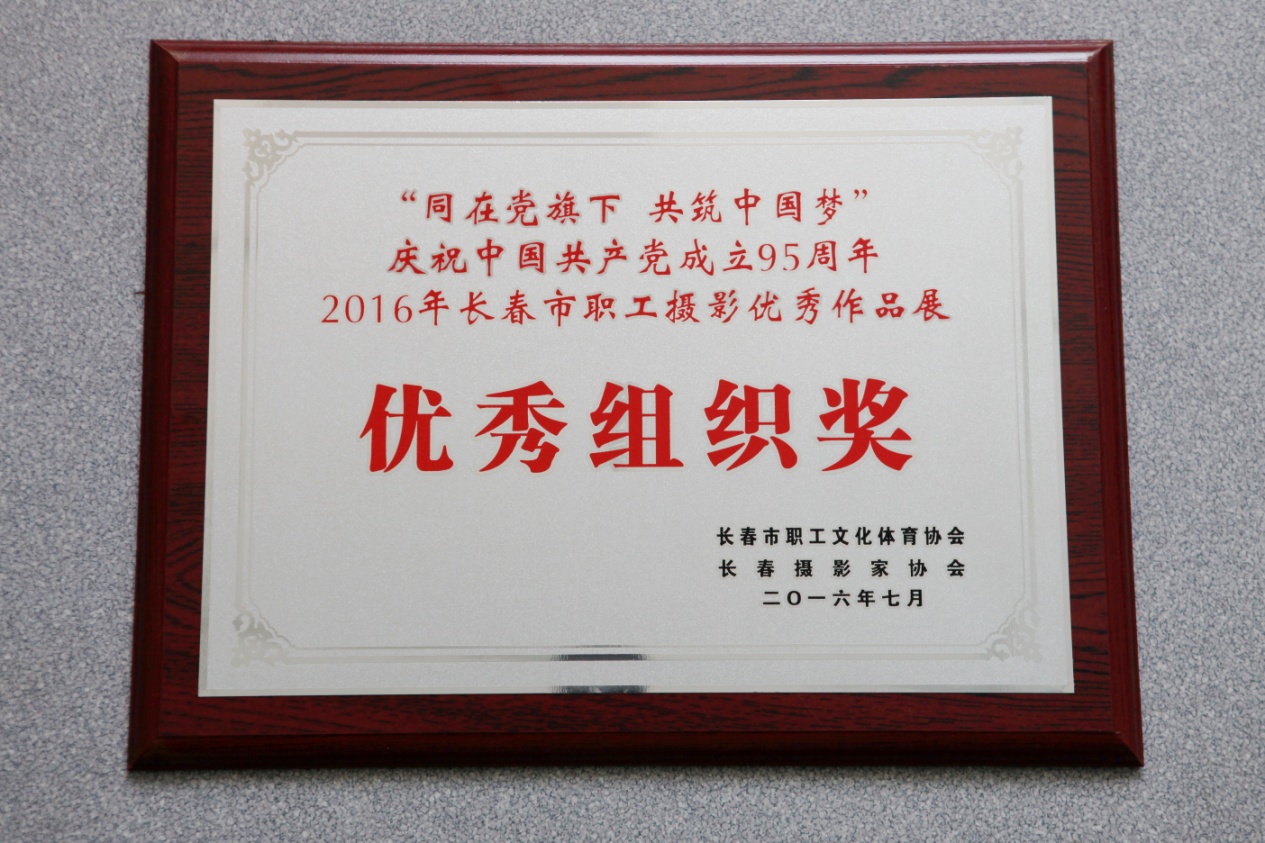 “同在党旗下 共筑中国梦”
庆祝中国共产党成立95周年
2016年长春市职工摄影优秀作品展
优秀组织奖
长春市职工文化体育协会
长春摄影家协会
二〇一六年七月